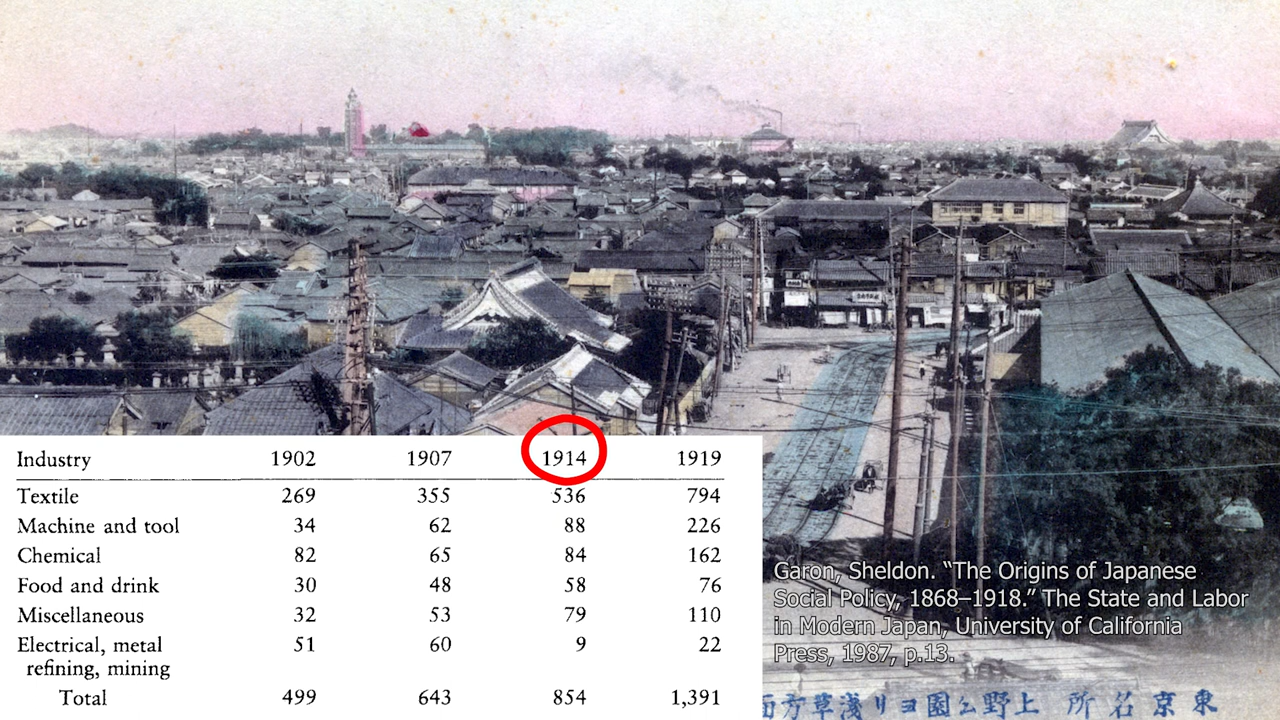 Industry 1902 1907 1914 1919
Textile 269 355 536 794
Machine and tool 34 62 88 226
Chemical 82 65 84 162
Food and drink 30 48 58 76
Miscellaneous 32 53 79 110
Electrical, metal 51 60 9 22
refining, mining
Total 499 643 854 1,391
Garon, Sheldon. “The Origins of Japanese
Social Policy, 1868–1918.” The State and Labor
in Modern Japan, University of California
Press, 1987, p.13.
東京名所 上野公園ヨリ淺草方面